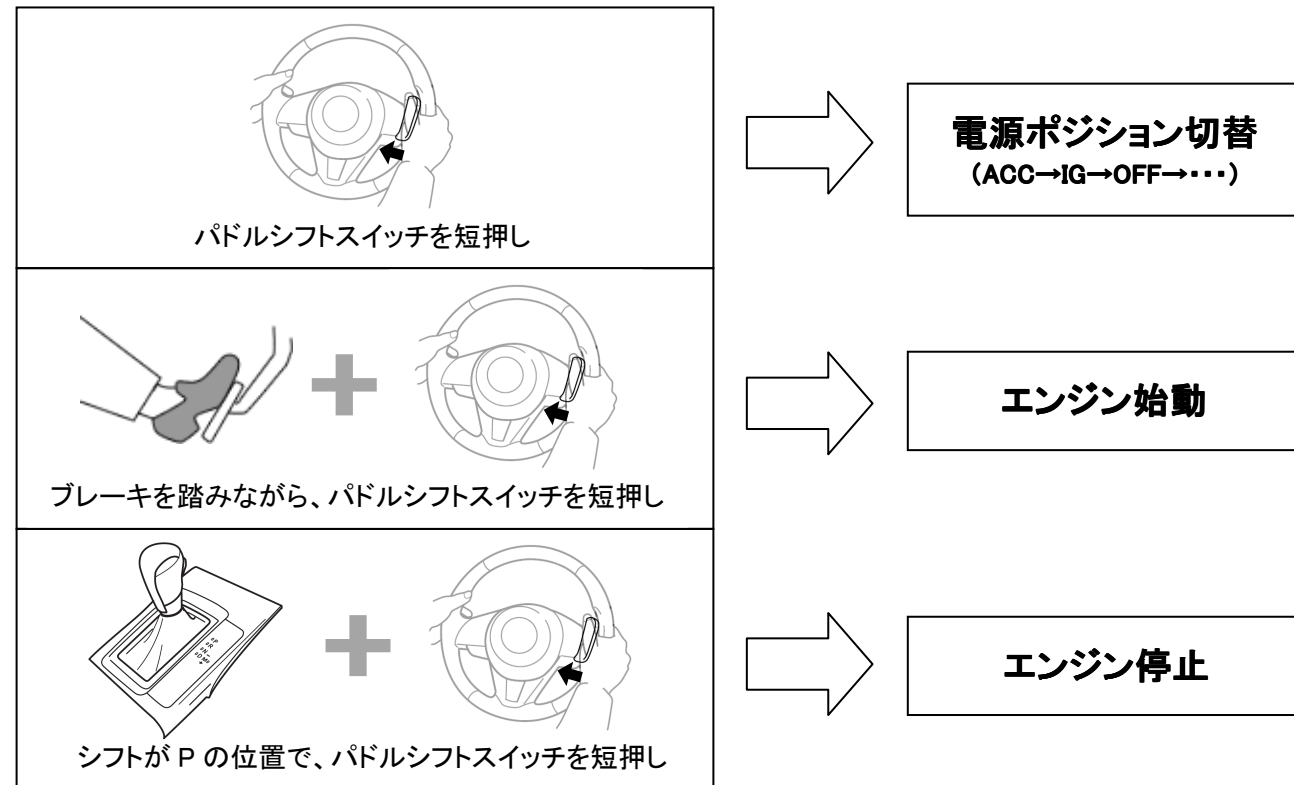 パドルシフトスイッチを短押し
電源ポジション切替
(ACC→IG→OFF→・・・)
ブレーキを踏みながら、パドルシフトスイッチを短押し
エンジン始動
P
R
N
D M
+
シフトが P の位置で、パドルシフトスイッチを短押し
エンジン停止